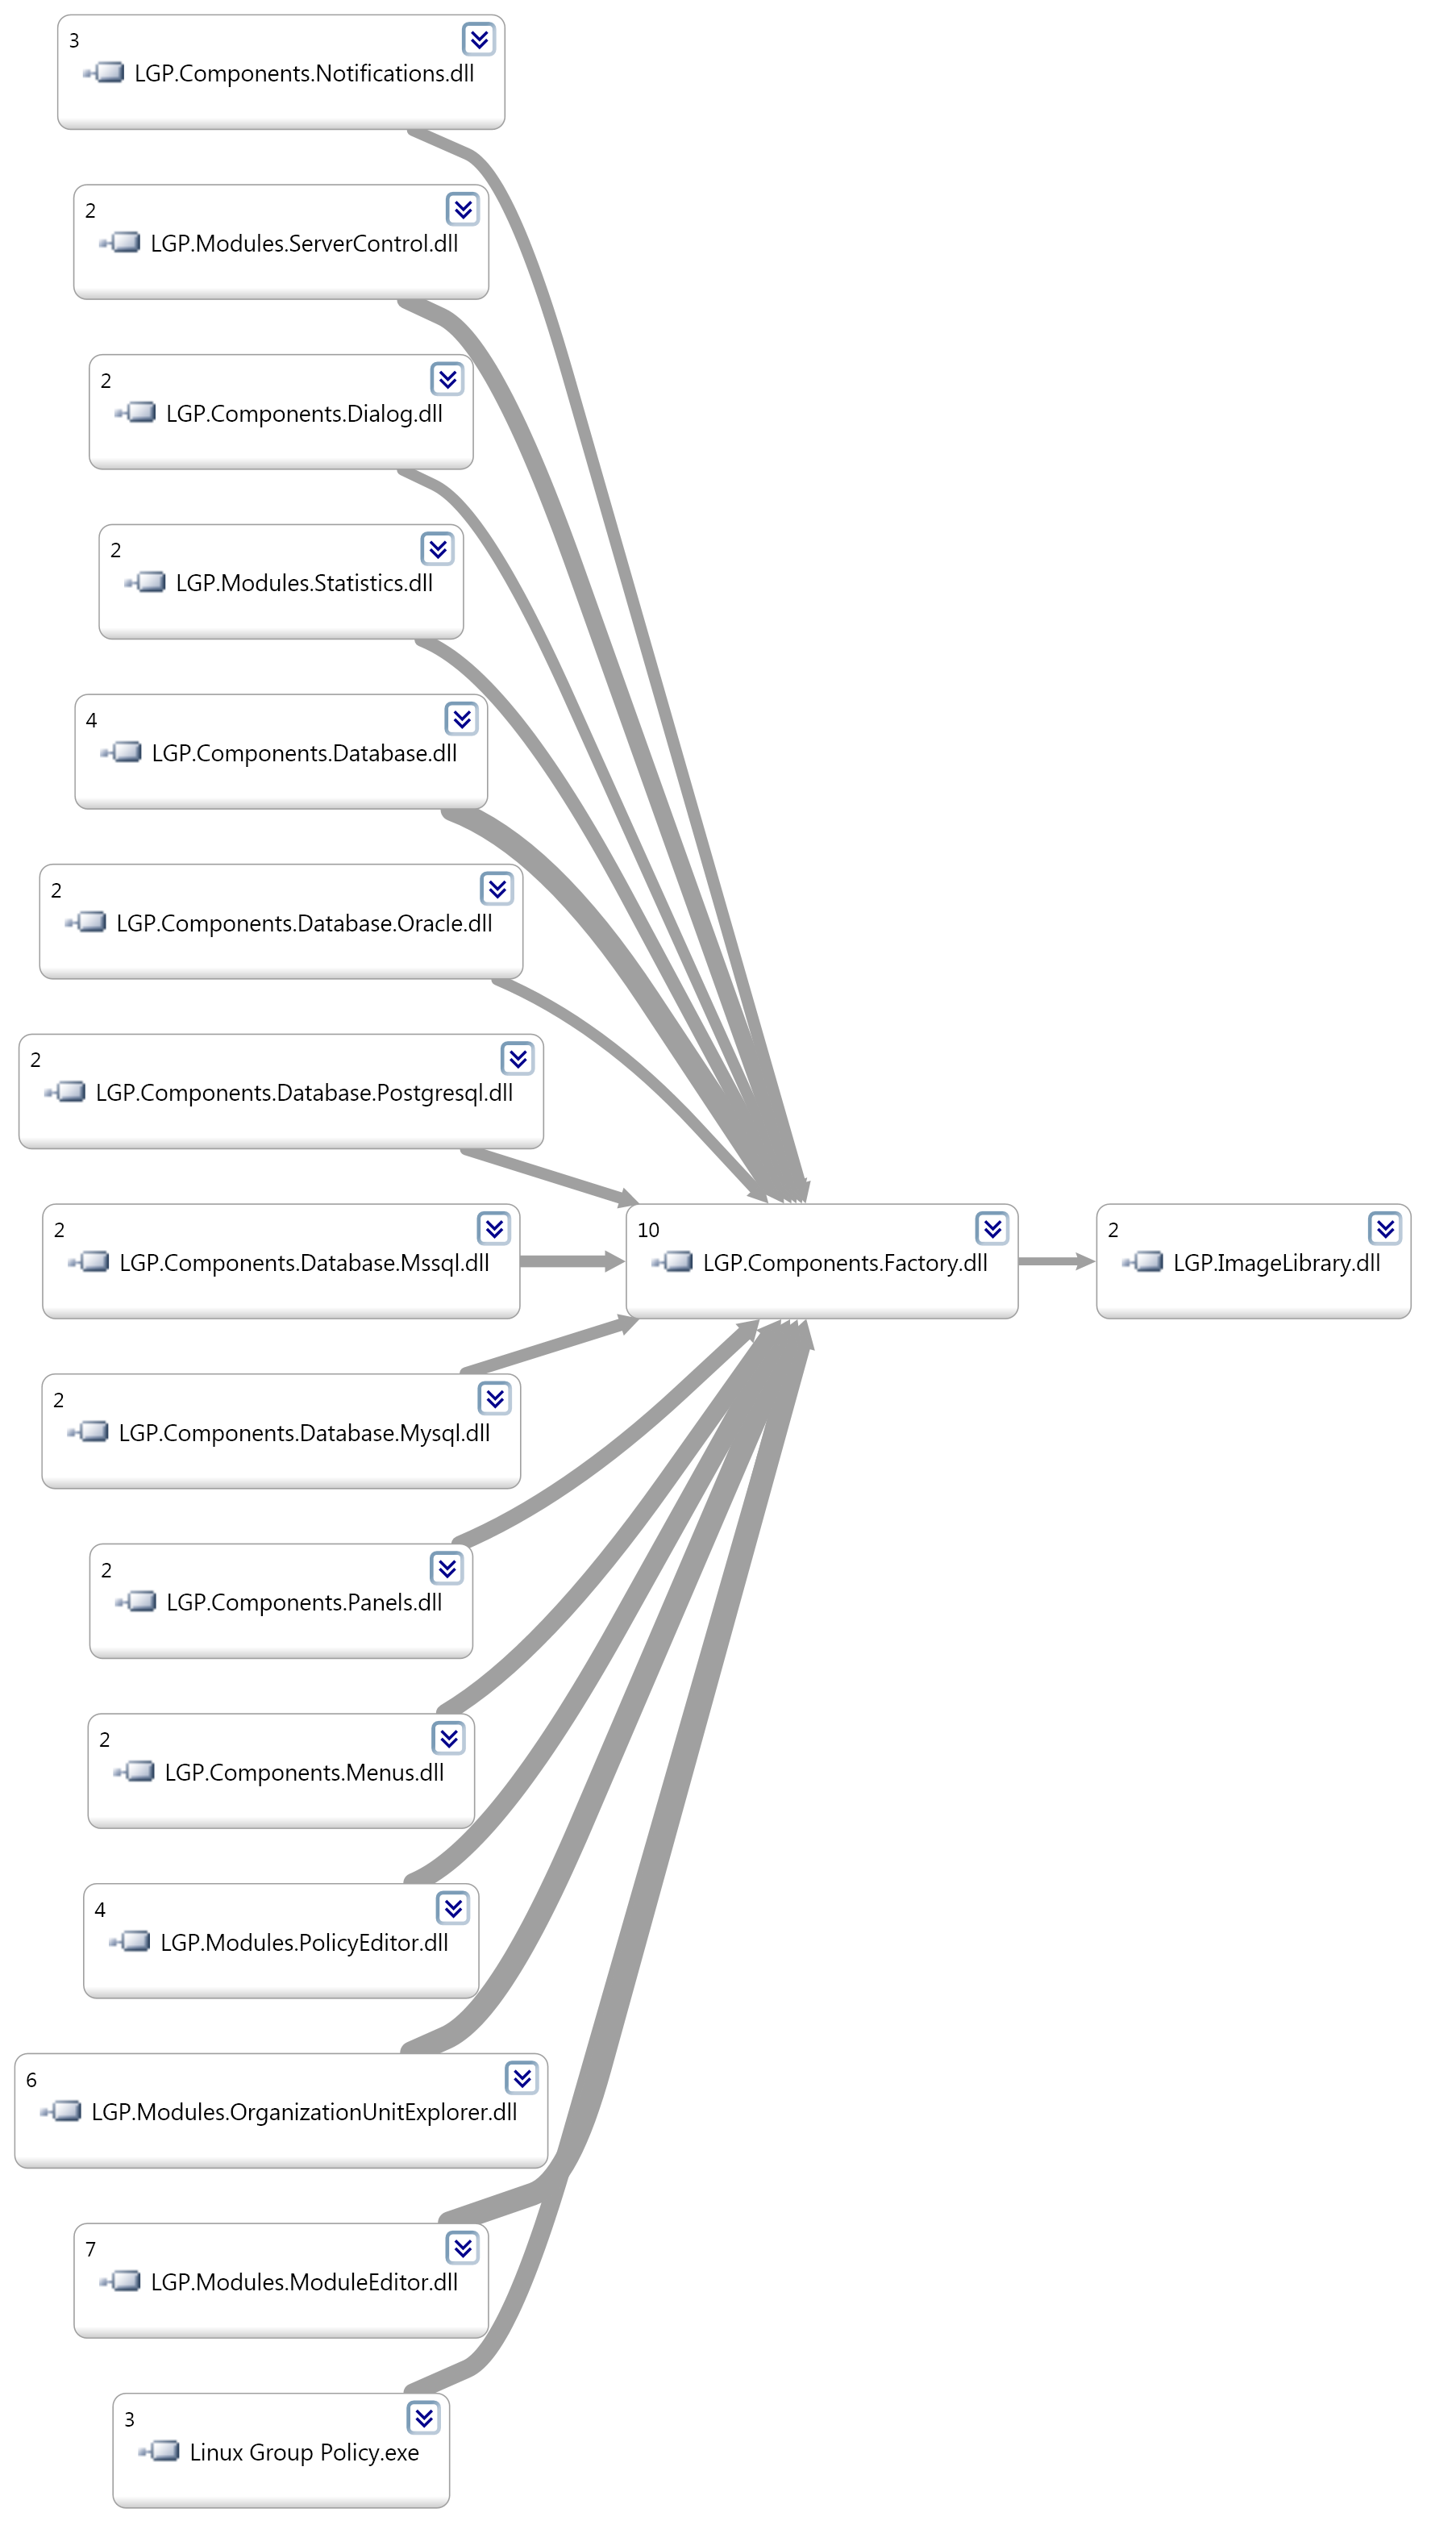 3
LGP.Components.Notifications.dll
2
LGP.Modules.ServerControl.dll
2
LGP.Components.Dialog.dll
2
LGP.Modules.Statistics.dll
4
LGP.Components.Database.dll
2
LGP.Components.Database.Oracle.dll
2
LGP.Components.Database.Postgresql.dll
2
LGP.Components.Database.Mssql.dll
10
LGP.Components.Factory.dll
2
LGP.ImageLibrary.dll
2
LGP.Components.Database.Mysql.dll
2
LGP.Components.Panels.dll
2
LGP.Components.Menus.dll
4
LGP.Modules.PolicyEditor.dll
6
LGP.Modules.OrganizationUnitExplorer.dll
7
LGP.Modules.ModuleEditor.dll
3
Linux Group Policy.exe